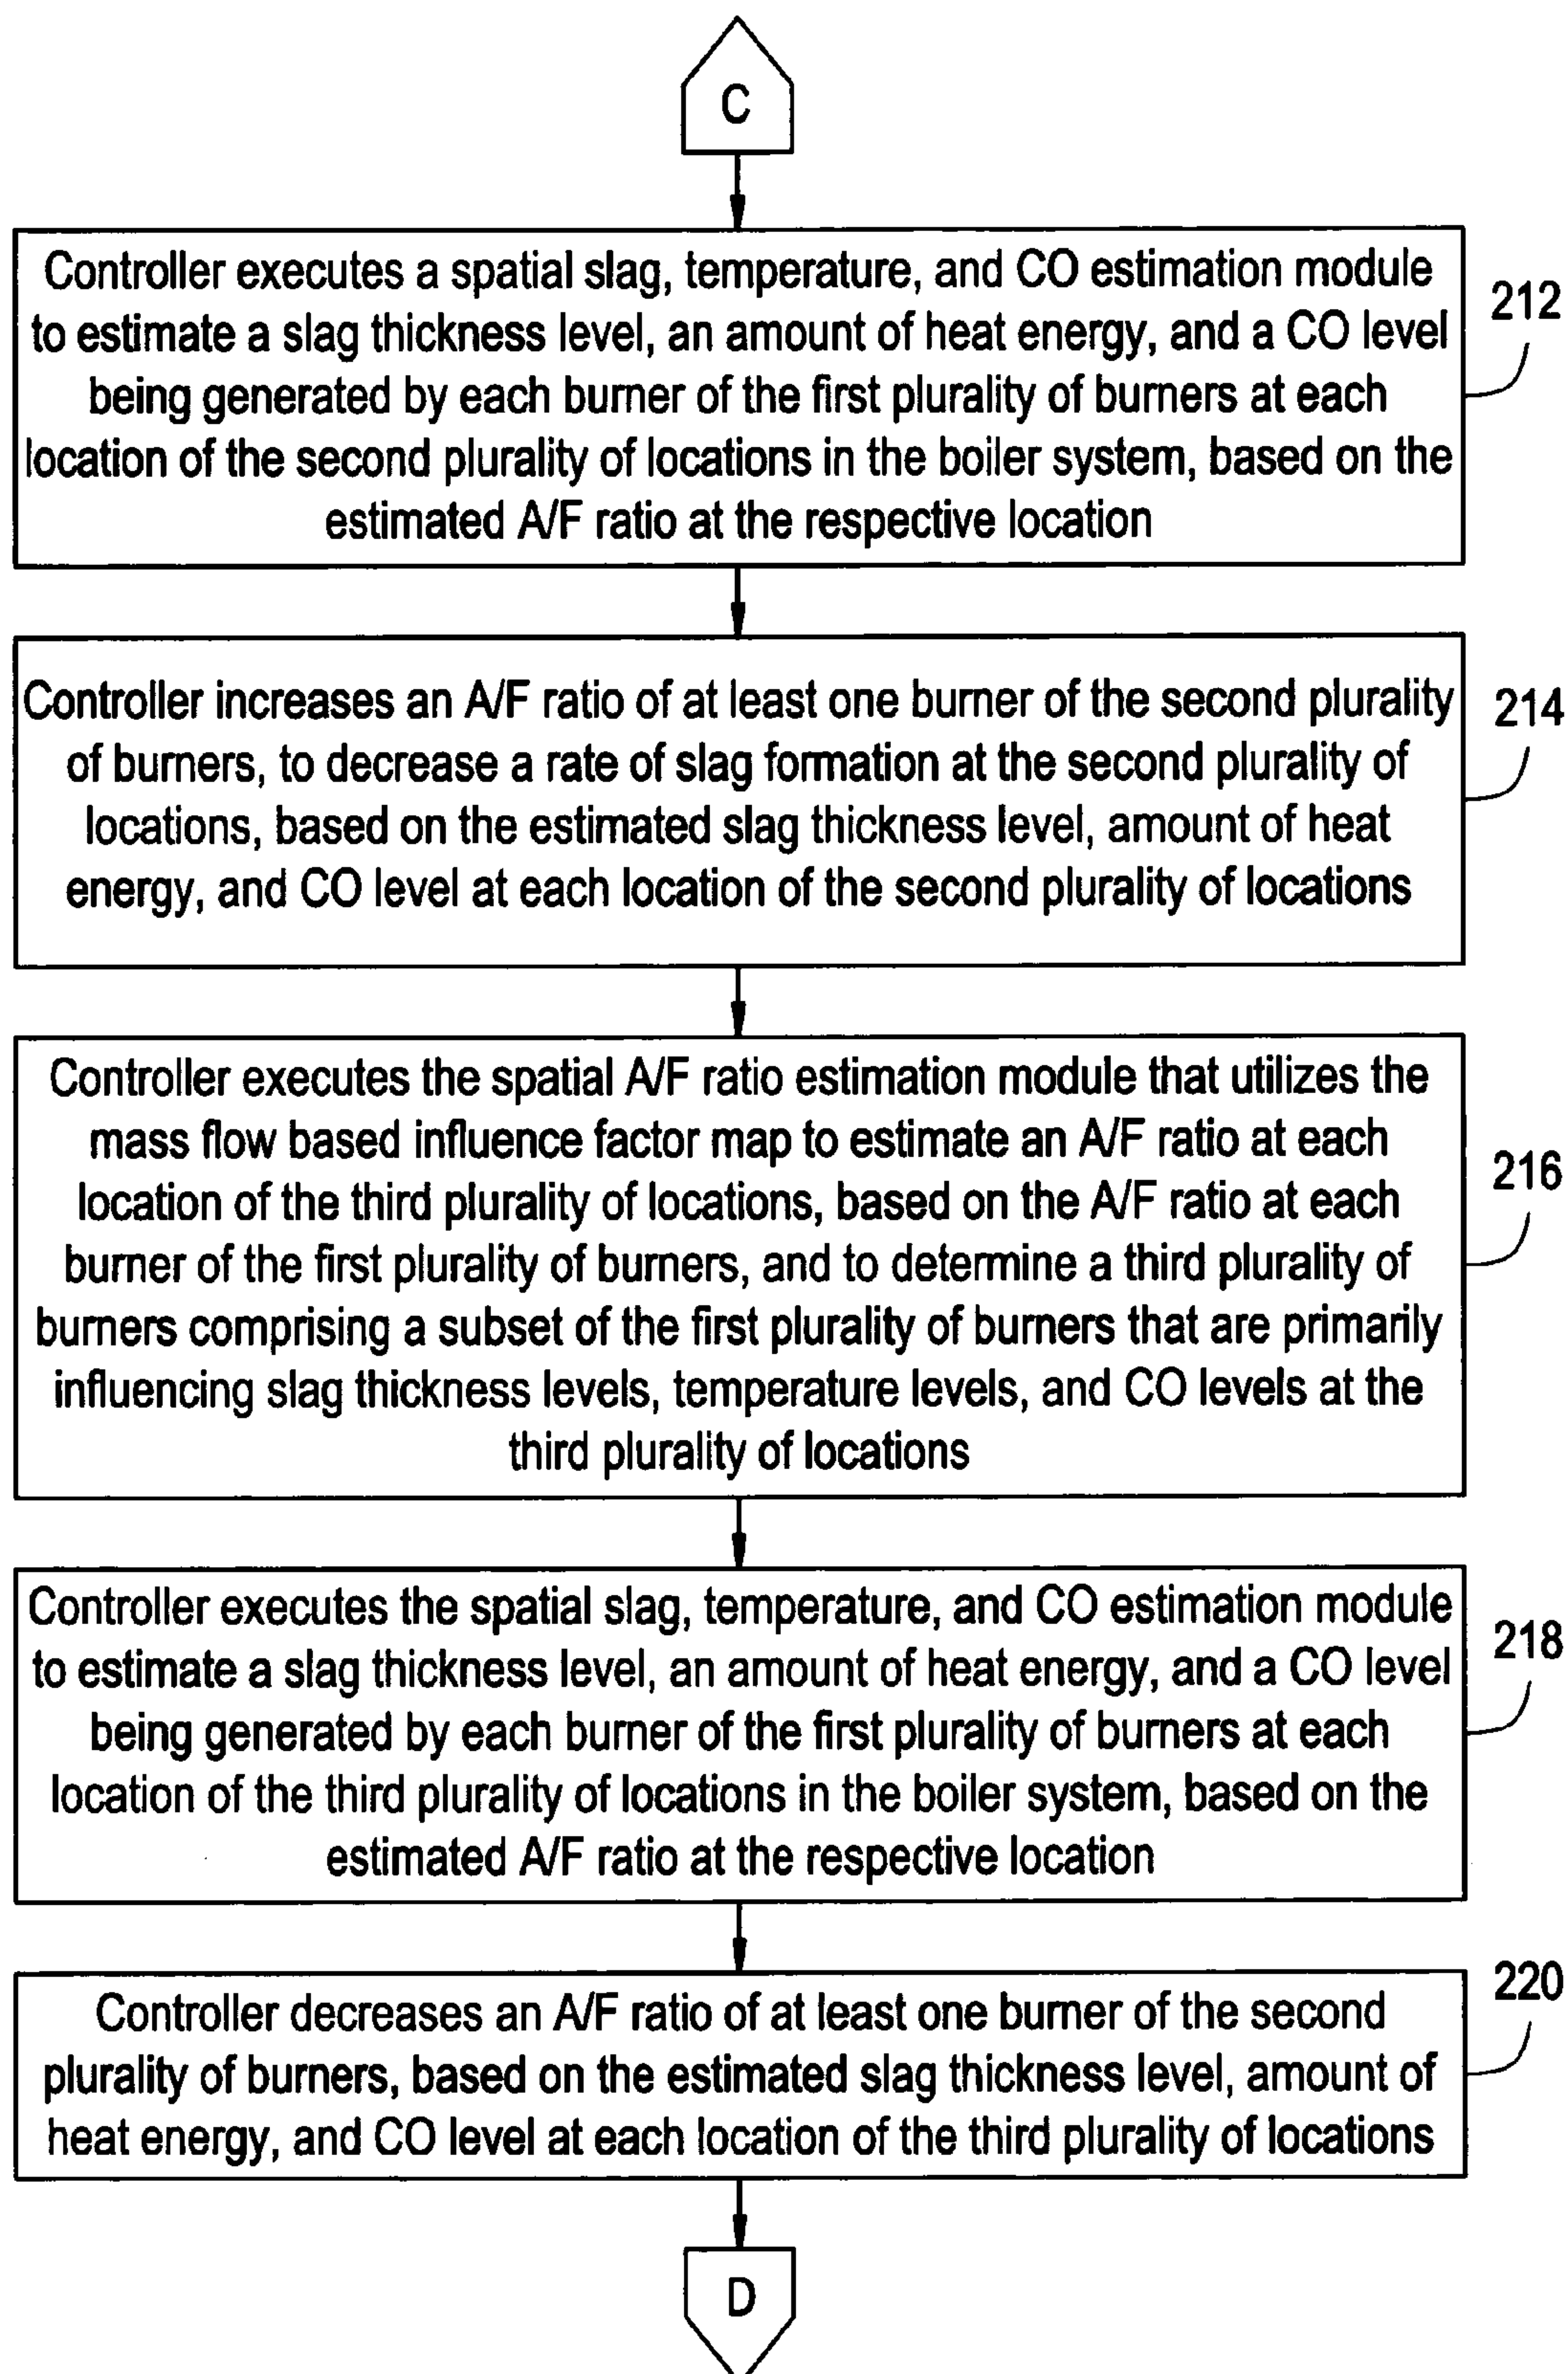 C
Controller executes a spatial slag, temperature, and CO estimation module
to estimate a slag thickness level, an amount of heat energy, and a CO level
being generated by each burner of the first plurality of burners at each
location of the second plurality of locations in the boiler system, based on the
estimated A/F ratio at the respective location
212
Controller increases an A/F ratio of at least one burner of the second plurality
of burners, to decrease a rate of slag formation at the second plurality of
locations, based on the estimated slag thickness level, amount of heat
energy, and CO level at each location of the second plurality of locations
214
Controller executes the spatial A/F ratio estimation module that utilizes the
mass flow based influence factor map to estimate an A/F ratio at each
location of the third plurality of locations, based on the A/F ratio at each
burner of the first plurality of burners, and to determine a third plurality of
burners comprising a subset of the first plurality of burners that are primarily
influencing slag thickness levels, temperature levels, and CO levels at the
third plurality of locations
216
Controller executes the spatial slag, temperature, and CO estimation module
to estimate a slag thickness level, an amount of heat energy, and a CO level
being generated by each burner of the first plurality of burners at each
location of the third plurality of locations in the boiler system, based on the
estimated A/F ratio at the respective location
218
Controller decreases an A/F ratio of at least one burner of the second
plurality of burners, based on the estimated slag thickness level, amount of
heat energy, and CO level at each location of the third plurality of locations
220
D